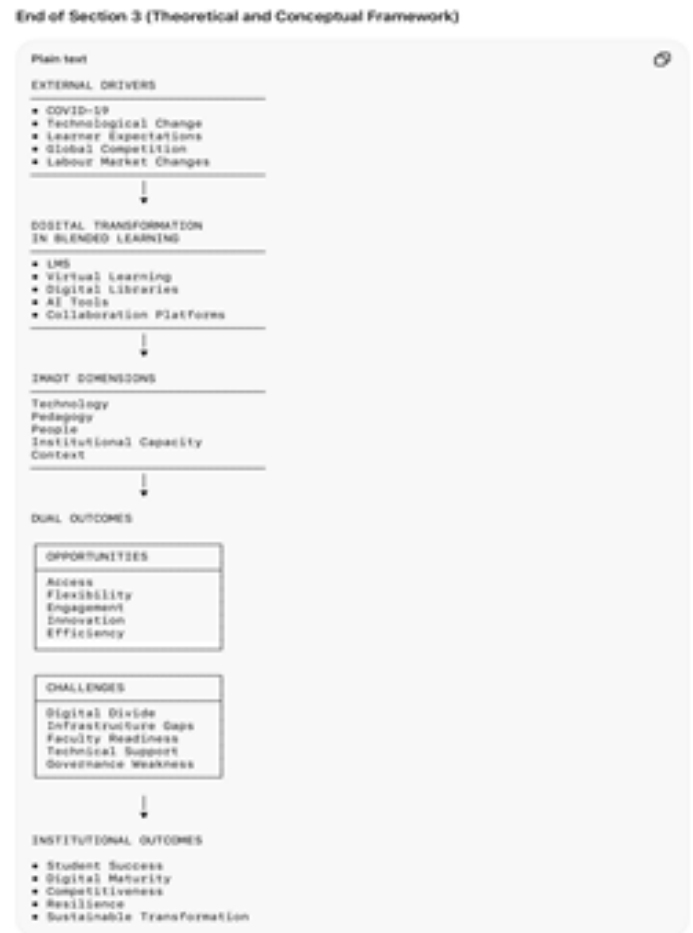 End of Section 3 (Theoretical and Conceptual Framework)
Plain text
EXTERNAL DRIVERS
• COVID-19
• Technological Change
• Learner Expectations
• Global Competition
• Labour Market Changes
DIGITAL TRANSFORMATION
IN BLENDED LEARNING
• LMS
• Virtual Learning
• Digital Libraries
• AI Tools
• Collaboration Platforms
DIMENSIONS
Technology
Pedagogy
People
Institutional Capacity
Context
DUAL OUTCOMES
OPPORTUNITIES
Access
Flexibility
Engagement
Innovation
Efficiency
CHALLENGES
Digital Divide
Infrastructure Gaps
Faculty Readiness
Technical Support
Governance Weakness
INSTITUTIONAL OUTCOMES
• Student Success
• Digital Maturity
• Competitiveness
• Resilience
• Sustainable Transformation